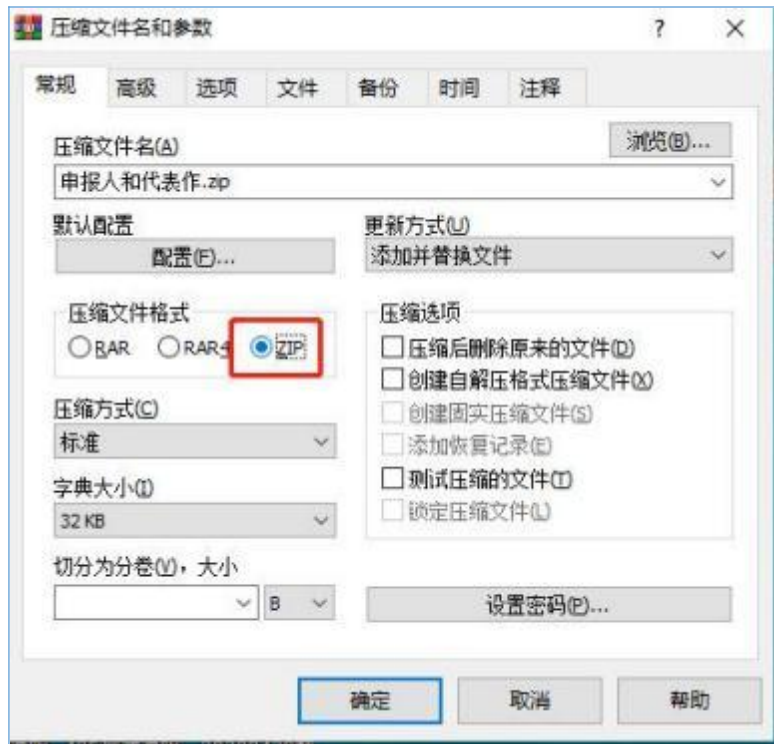 压缩文件名和参数
常规 高级 选项 文件 备份 时间 注释
压缩文件名(A)
浏览(B)...
申报人和代表作.zip
默认配置
配置(F)...
更新方式(U)
添加并替换文件
压缩文件格式
RAR RAR4 ZIP
压缩方式(C)
标准
字典大小(I)
32 KB
切分为分卷(V)，大小
B
压缩选项
压缩后删除原来的文件(D)
创建自解压格式压缩文件(X)
创建固实压缩文件(S)
添加恢复记录(E)
测试压缩的文件(T)
锁定压缩文件(L)
设置密码(P)...
确定 取消 帮助